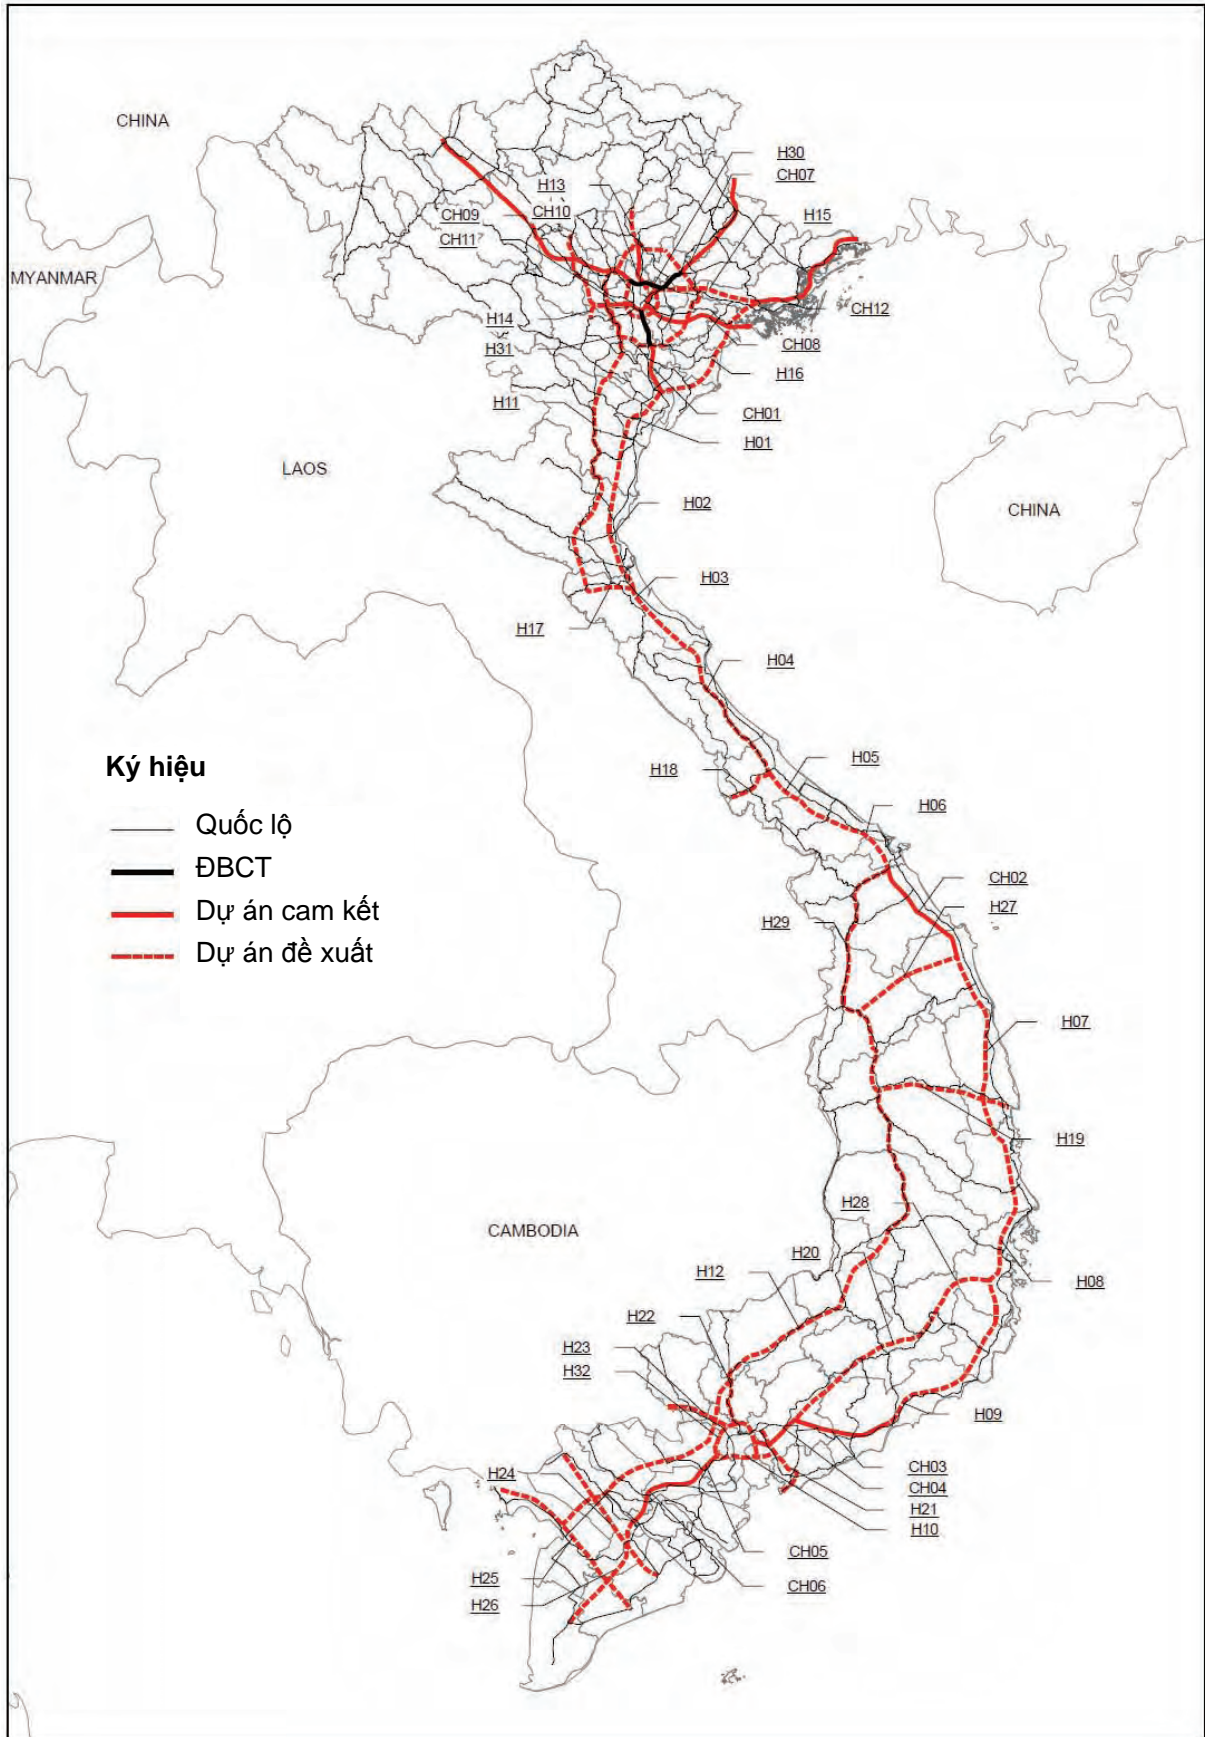 CHINA
H30
CH07
H13
CH09
CH10
H15
CH11
MYANMAR
CH12
H14
CH08
H31
H16
H11
CH01
H01
LAOS
H02
CHINA
H03
H17
H04
Ký hiệu
H05
H18
H06
Quốc lộ
ĐBCT
CH02
Dự án cam kết
H27
H29
Dự án đề xuất
H07
H19
H28
CAMBODIA
H20
H12
H08
H22
H23
H32
H09
CH03
H24
CH04
H21
H10
CH05
H25
CH06
H26